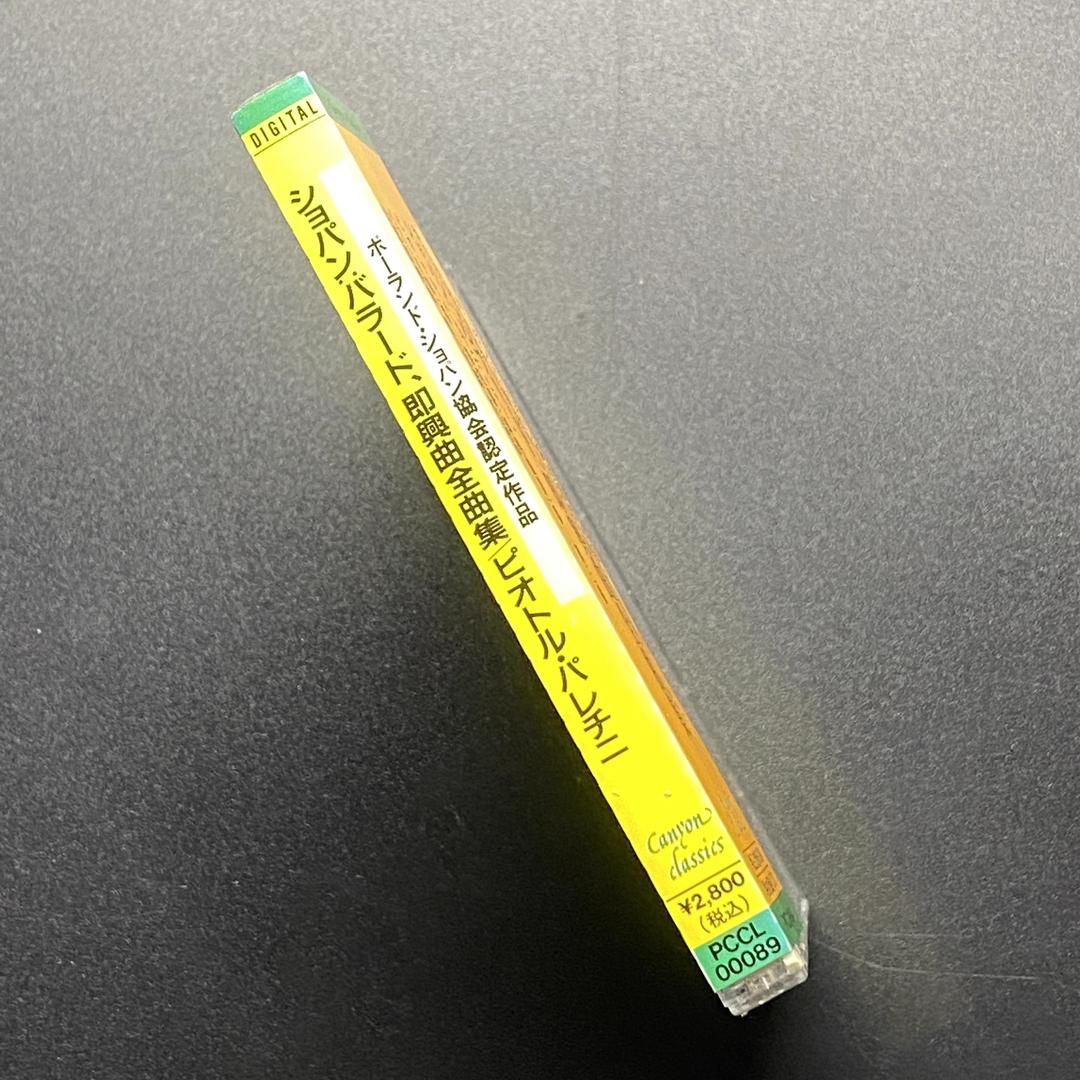 DIGITAL
ポーランド・ショパン協会認定作品
ショパン:バラード、即興曲全曲集/ピオトル・パレチニ
Canyon
classics
¥2,800
(税込)
PCCL
00089